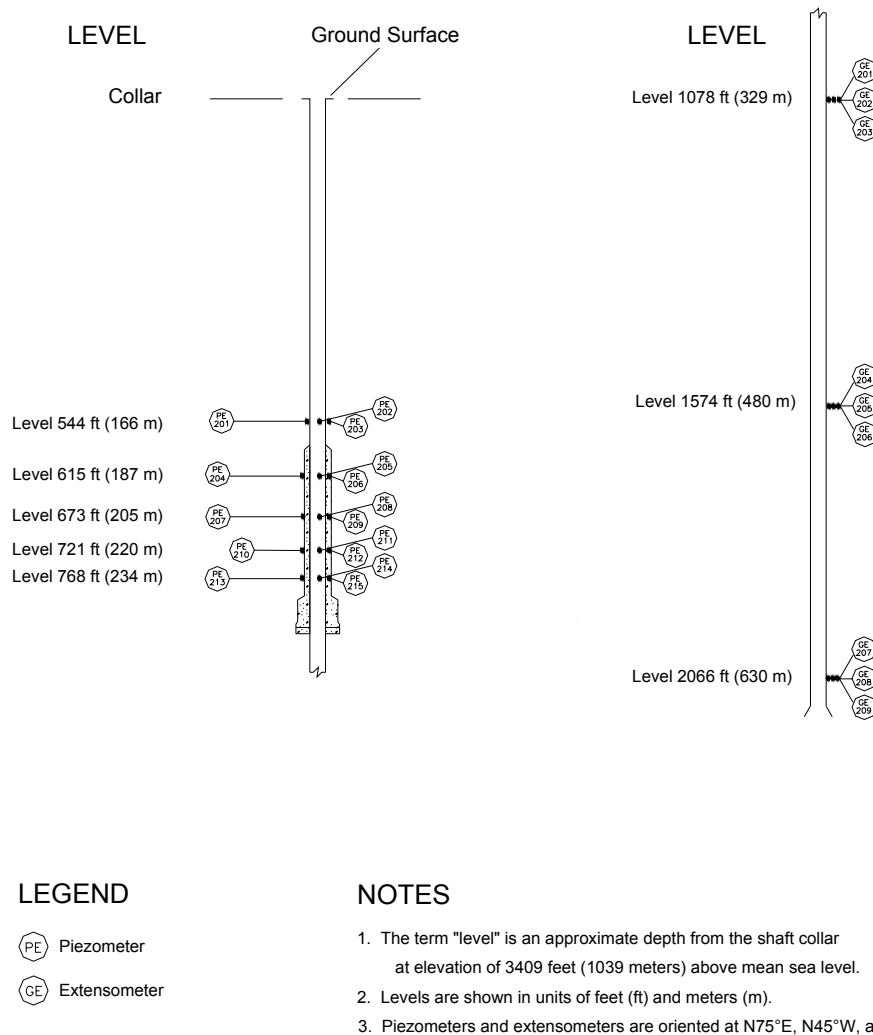 LEVEL
Ground Surface
Collar
Level 544 ft (166 m)
PE 201
PE 202
PE 203
Level 615 ft (187 m)
PE 204
PE 205
PE 206
Level 673 ft (205 m)
PE 207
PE 208
PE 209
Level 721 ft (220 m)
PE 210
PE 211
PE 212
Level 768 ft (234 m)
PE 213
PE 214
PE 215
LEVEL
Level 1078 ft (329 m)
GE 201
GE 202
GE 203
Level 1574 ft (480 m)
GE 204
GE 205
GE 206
Level 2066 ft (630 m)
GE 207
GE 208
GE 209
LEGEND
PE Piezometer
GE Extensometer
NOTES
1. The term "level" is an approximate depth from the shaft collar
at elevation of 3409 feet (1039 meters) above mean sea level.
2. Levels are shown in units of feet (ft) and meters (m).
3. Piezometers and extensometers are oriented at N75°E, N45°W, a